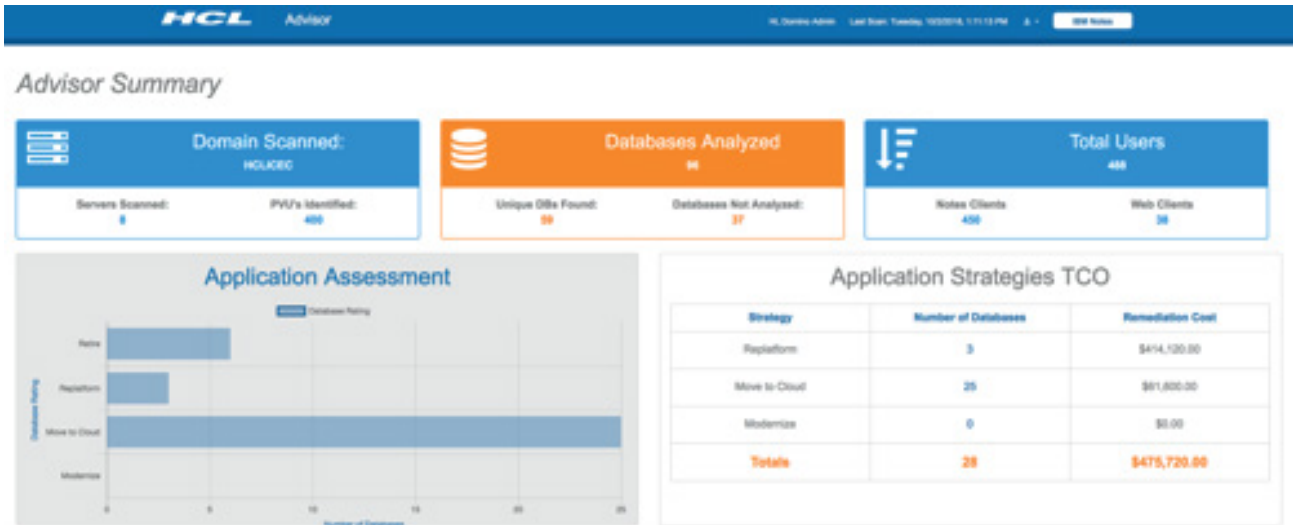 HCL Advisor
Hi, Domino Admin Last Scan: Tuesday, 10/2/2018, 1:11:13 PM IBM Notes
Advisor Summary
Domain Scanned:
HCL/CEC
Servers Scanned: PVU's Identified:
400
Databases Analyzed
96
Unique DBs Found: Databases Not Analyzed:
59 37
Total Users
488
Notes Clients Web Clients
450 38
Application Assessment
Database Rating
Database Rating
Retire
Replatform
Move to Cloud
Modernize
0 5 10 15 20 25
Number of Databases
Application Strategies TCO
Strategy Number of Databases Remediation Cost
Replatform 3 $414,120.00
Move to Cloud 25 $61,600.00
Modernize 0 $0.00
Totals 28 $475,720.00